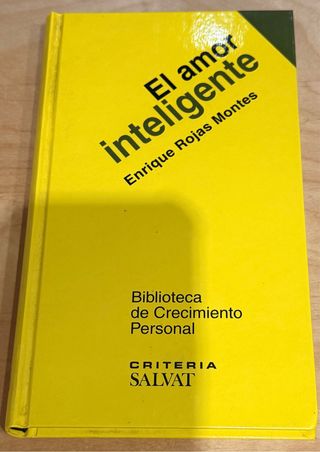 El amor
inteligente
Enrique Rojas Montes
Biblioteca
de Crecimiento
Personal
CRITERIA
SALVAT